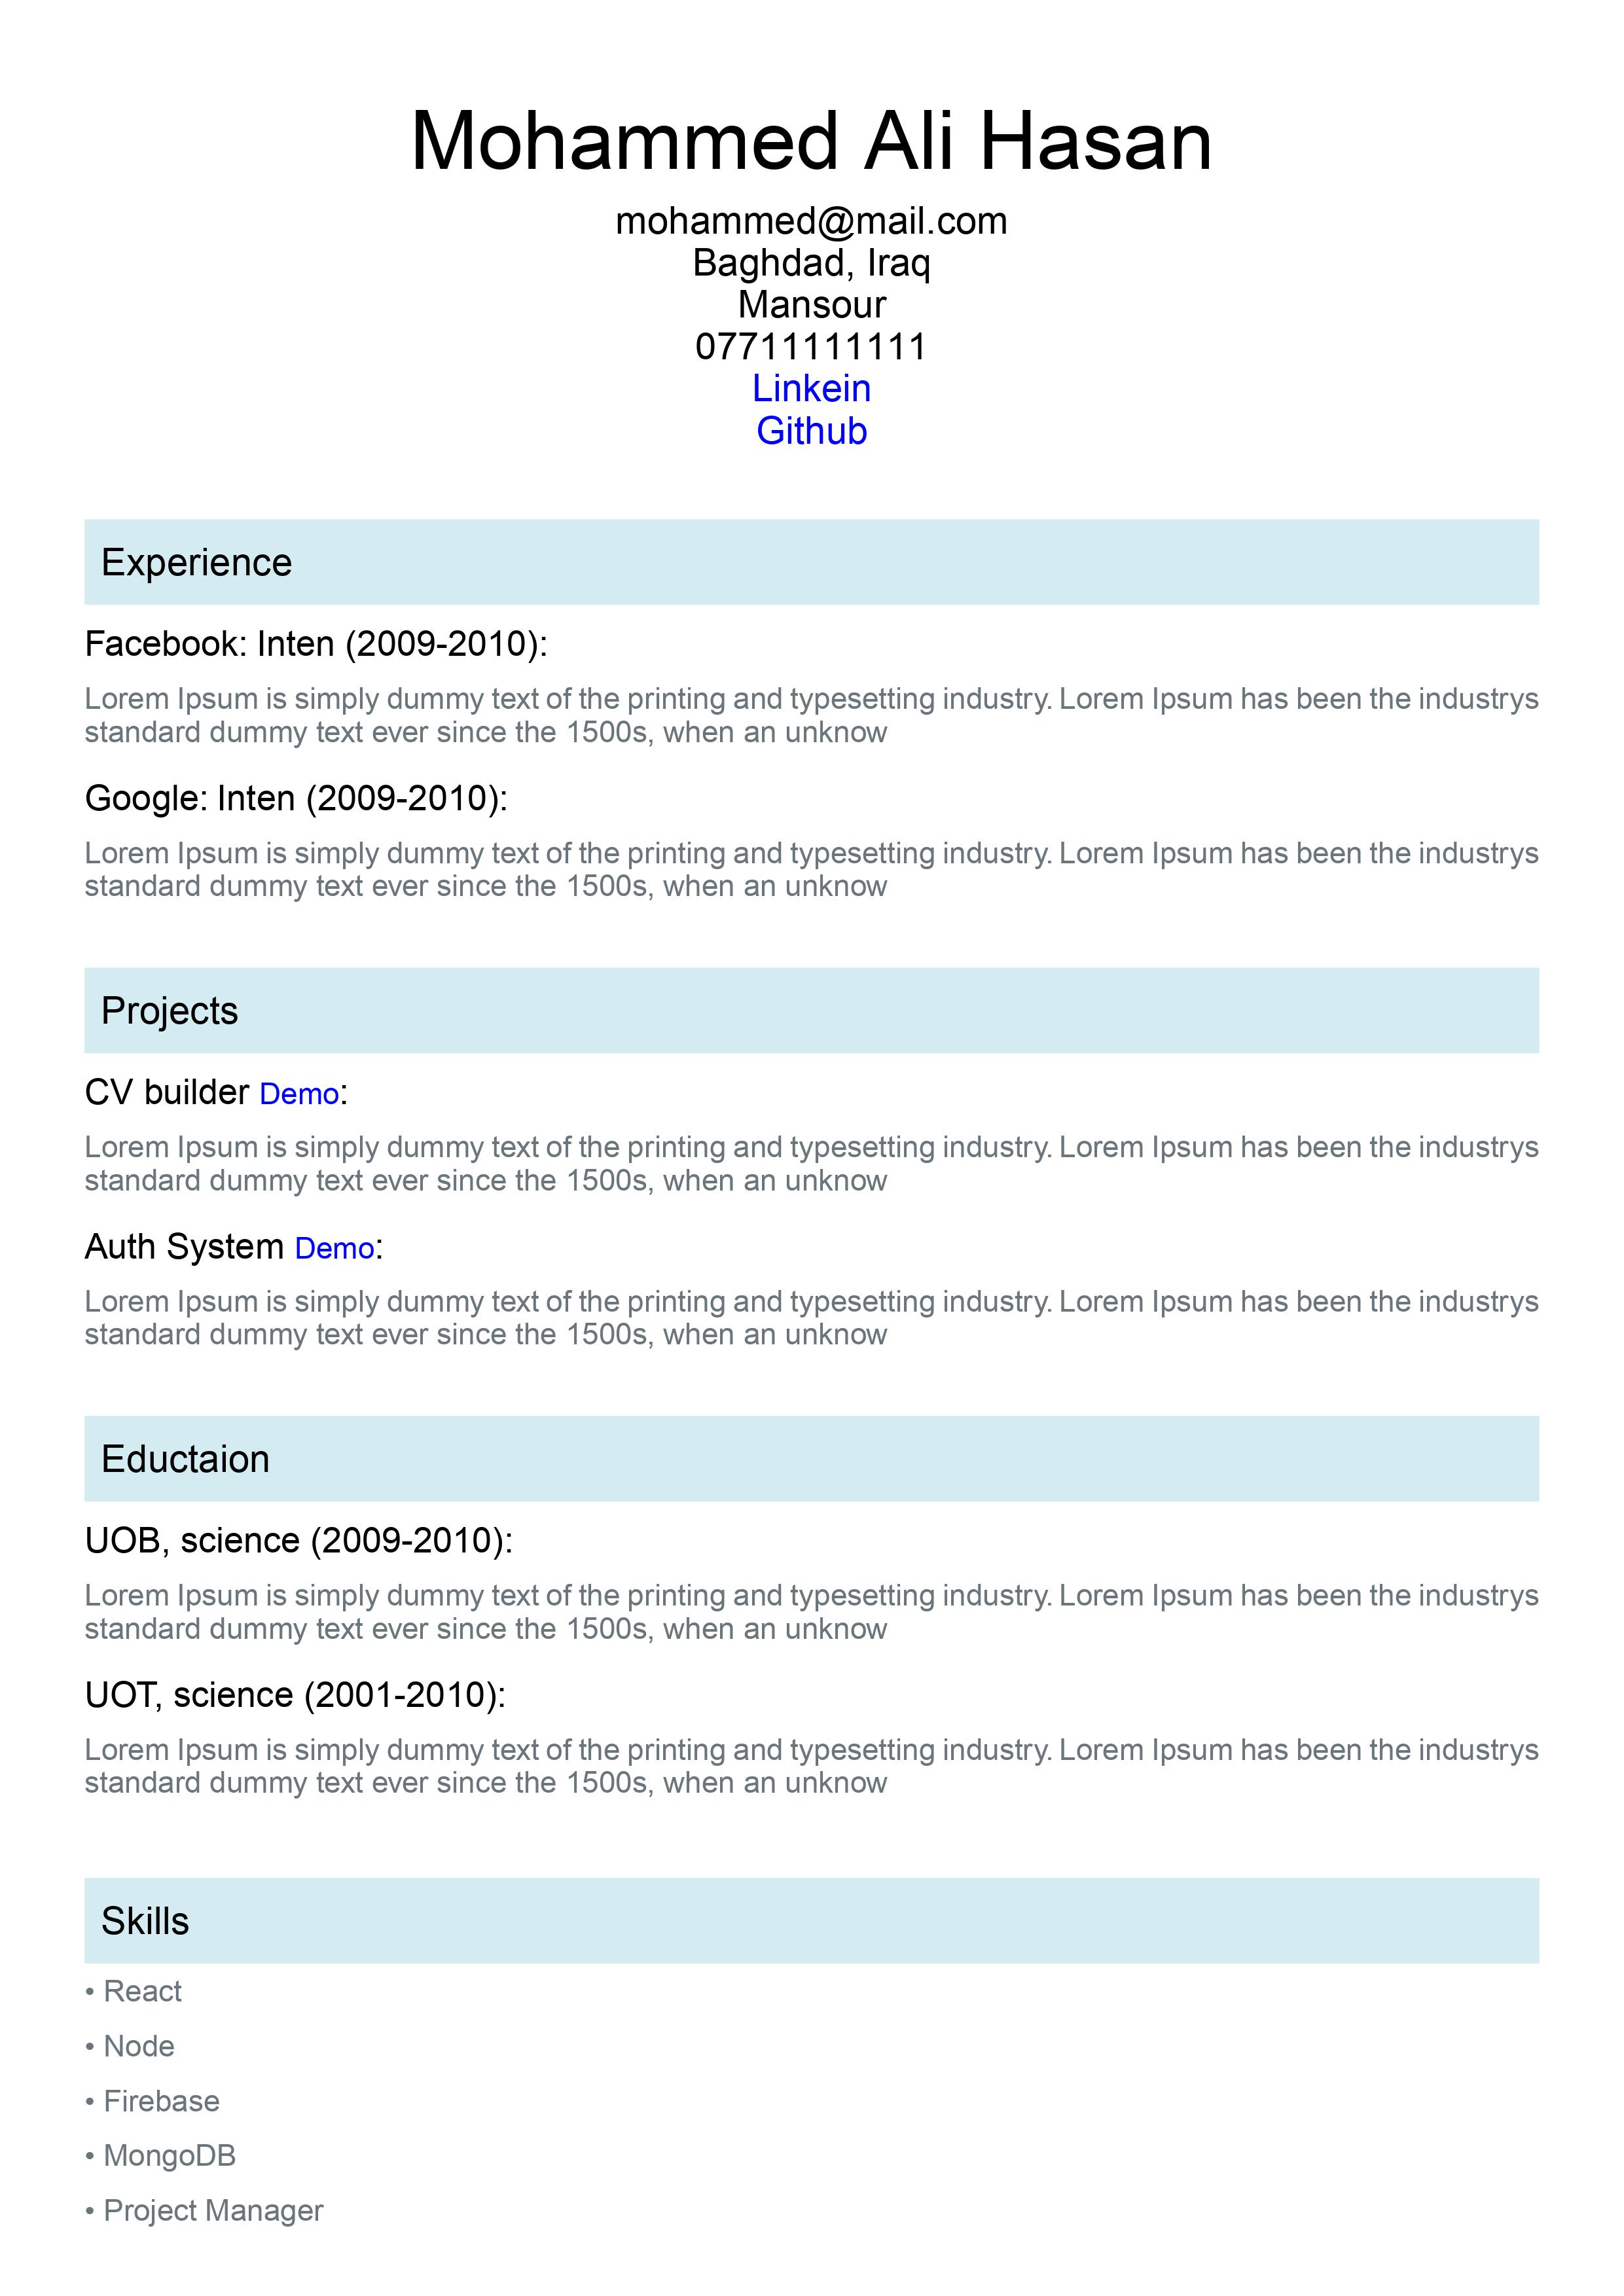 Mohammed Ali Hasan
mohammed@mail.com
Baghdad, Iraq
Mansour
07711111111
Linkein
Github
Experience
Facebook: Inten (2009-2010):
Lorem Ipsum is simply dummy text of the printing and typesetting industry. Lorem Ipsum has been the industrys
standard dummy text ever since the 1500s, when an unknow
Google: Inten (2009-2010):
Lorem Ipsum is simply dummy text of the printing and typesetting industry. Lorem Ipsum has been the industrys
standard dummy text ever since the 1500s, when an unknow
Projects
CV builder Demo:
Lorem Ipsum is simply dummy text of the printing and typesetting industry. Lorem Ipsum has been the industrys
standard dummy text ever since the 1500s, when an unknow
Auth System Demo:
Lorem Ipsum is simply dummy text of the printing and typesetting industry. Lorem Ipsum has been the industrys
standard dummy text ever since the 1500s, when an unknow
Eductaion
UOB, science (2009-2010):
Lorem Ipsum is simply dummy text of the printing and typesetting industry. Lorem Ipsum has been the industrys
standard dummy text ever since the 1500s, when an unknow
UOT, science (2001-2010):
Lorem Ipsum is simply dummy text of the printing and typesetting industry. Lorem Ipsum has been the industrys
standard dummy text ever since the 1500s, when an unknow
Skills
• React
• Node
• Firebase
• MongoDB
• Project Manager